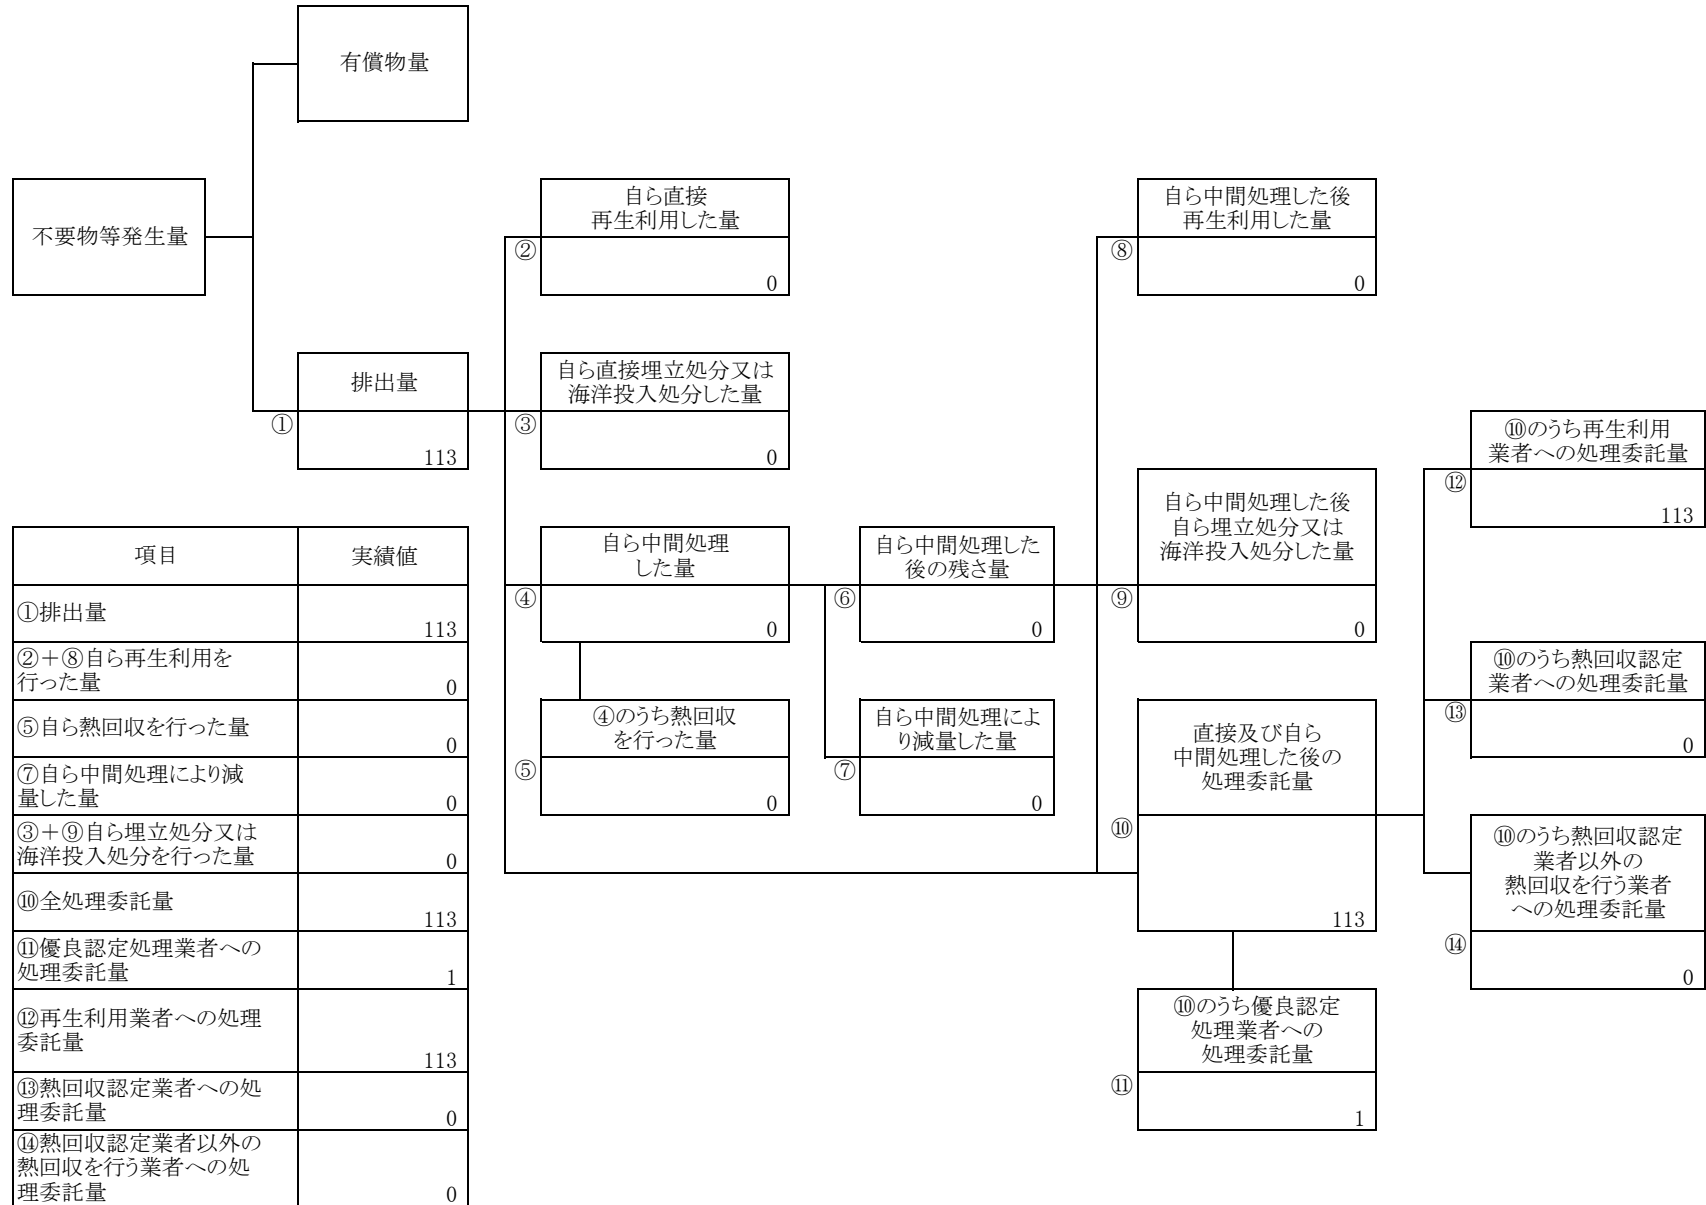 有償物量
不要物等発生量
自ら直接
再生利用した量
②
0
自ら中間処理した後
再生利用した量
⑧
0
排出量
①
113
自ら直接埋立処分又は
海洋投入処分した量
③
0
⑩のうち再生利用
業者への処理委託量
⑫
113
自ら中間処理
した量
④
0
自ら中間処理した
後の残さ量
⑥
0
自ら中間処理した後
自ら埋立処分又は
海洋投入処分した量
⑨
0
⑩のうち熱回収認定
業者への処理委託量
⑬
0
④のうち熱回収
を行った量
⑤
0
自ら中間処理によ
り減量した量
⑦
0
直接及び自ら
中間処理した後の
処理委託量
⑩
113
⑩のうち熱回収認定
業者以外の
熱回収を行う業者
への処理委託量
⑭
0
⑩のうち優良認定
処理業者への
処理委託量
⑪
1
項目 実績値
①排出量
113
②＋⑧自ら再生利用を
行った量
0
⑤自ら熱回収を行った量
0
⑦自ら中間処理により減
量した量
0
③＋⑨自ら埋立処分又は
海洋投入処分を行った量
0
⑩全処理委託量
113
⑪優良認定処理業者への
処理委託量
1
⑫再生利用業者への処理
委託量
113
⑬熱回収認定業者への処
理委託量
0
⑭熱回収認定業者以外の
熱回収を行う業者への処
理委託量
0